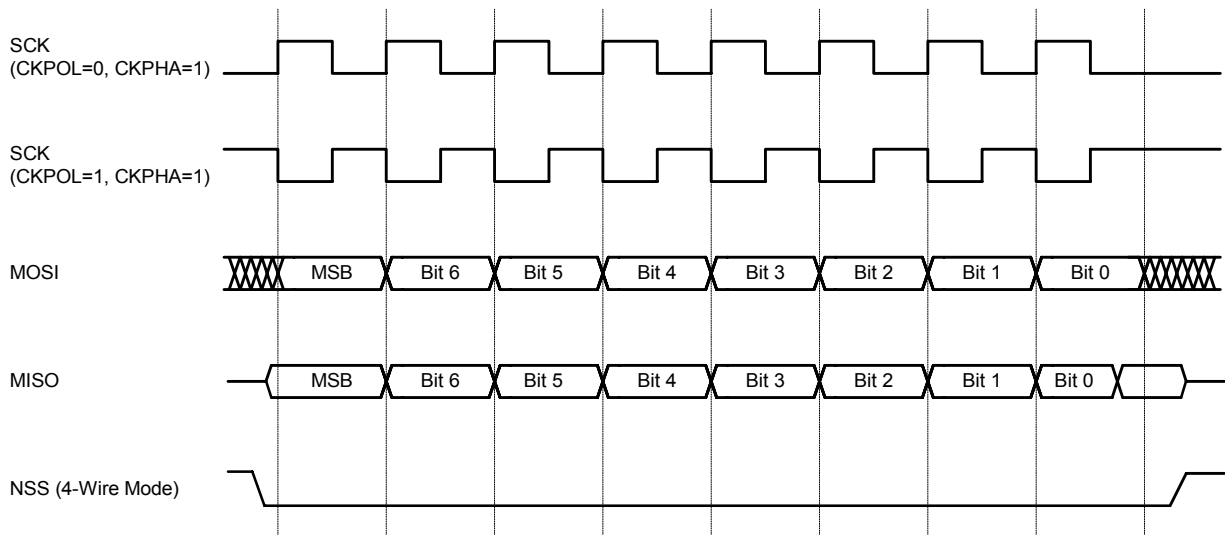 SCK
(CKPOL=0, CKPHA=1)
SCK
(CKPOL=1, CKPHA=1)
MOSI MSB Bit 6 Bit 5 Bit 4 Bit 3 Bit 2 Bit 1 Bit 0
MISO MSB Bit 6 Bit 5 Bit 4 Bit 3 Bit 2 Bit 1 Bit 0
NSS (4-Wire Mode)